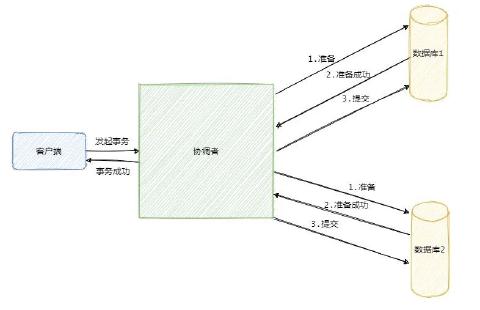 1.准备
数据库1
2.准备成功
3.提交
发起事务
客户端
协调者
事务成功
1.准备
2.准备成功
3.提交
数据库2